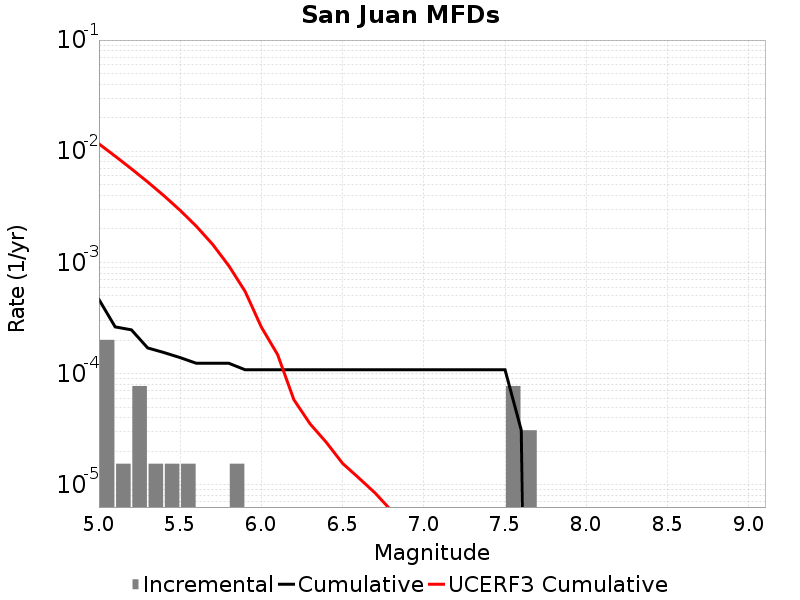 San Juan MFDs
10-1
10-2
10-3
10-4
10-5
Rate (1/yr)
5.0 5.5 6.0 6.5 7.0 7.5 8.0 8.5 9.0
Magnitude
Incremental Cumulative UCERF3 Cumulative